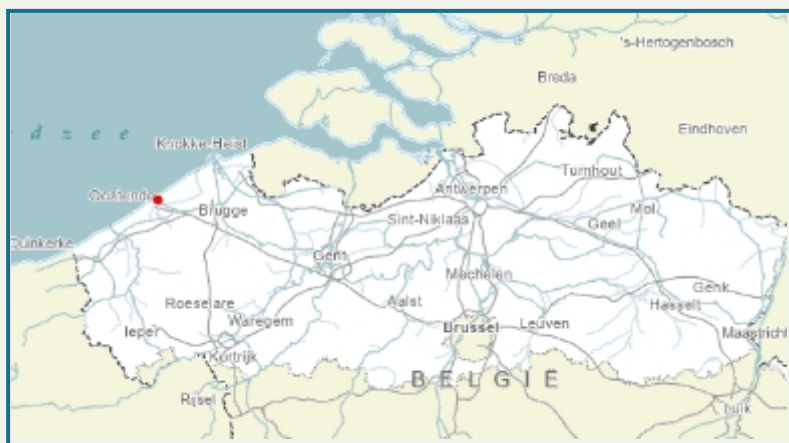 's-Hertogenbosch
Breda
d z e e
Eindhoven
Knokke-Heist
Turnhout
Antwerpen
Oostende
Brugge
Sint-Niklaas
Geel
Mol
Duinkerke
Gent
Mechelen
Genk
Roeselare
Aalst
Hasselt
Ieper
Waregem
Brussel
Leuven
Maastricht
Kortrijk
BELGIË
Rijsel
Luik